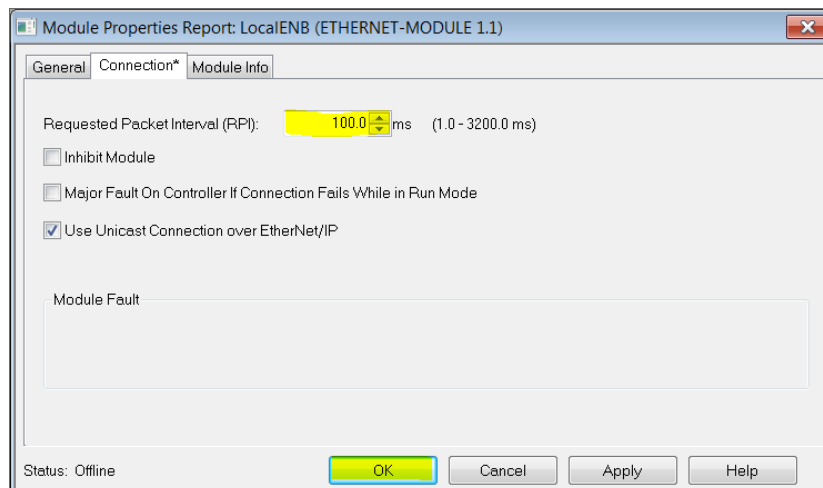 Module Properties Report: LocalENB (ETHERNET-MODULE 1.1)
General Connection* Module Info
Requested Packet Interval (RPI): 100.0 ms (1.0 - 3200.0 ms)
Inhibit Module
Major Fault On Controller If Connection Fails While in Run Mode
Use Unicast Connection over EtherNet/IP
Module Fault
Status: Offline OK Cancel Apply Help